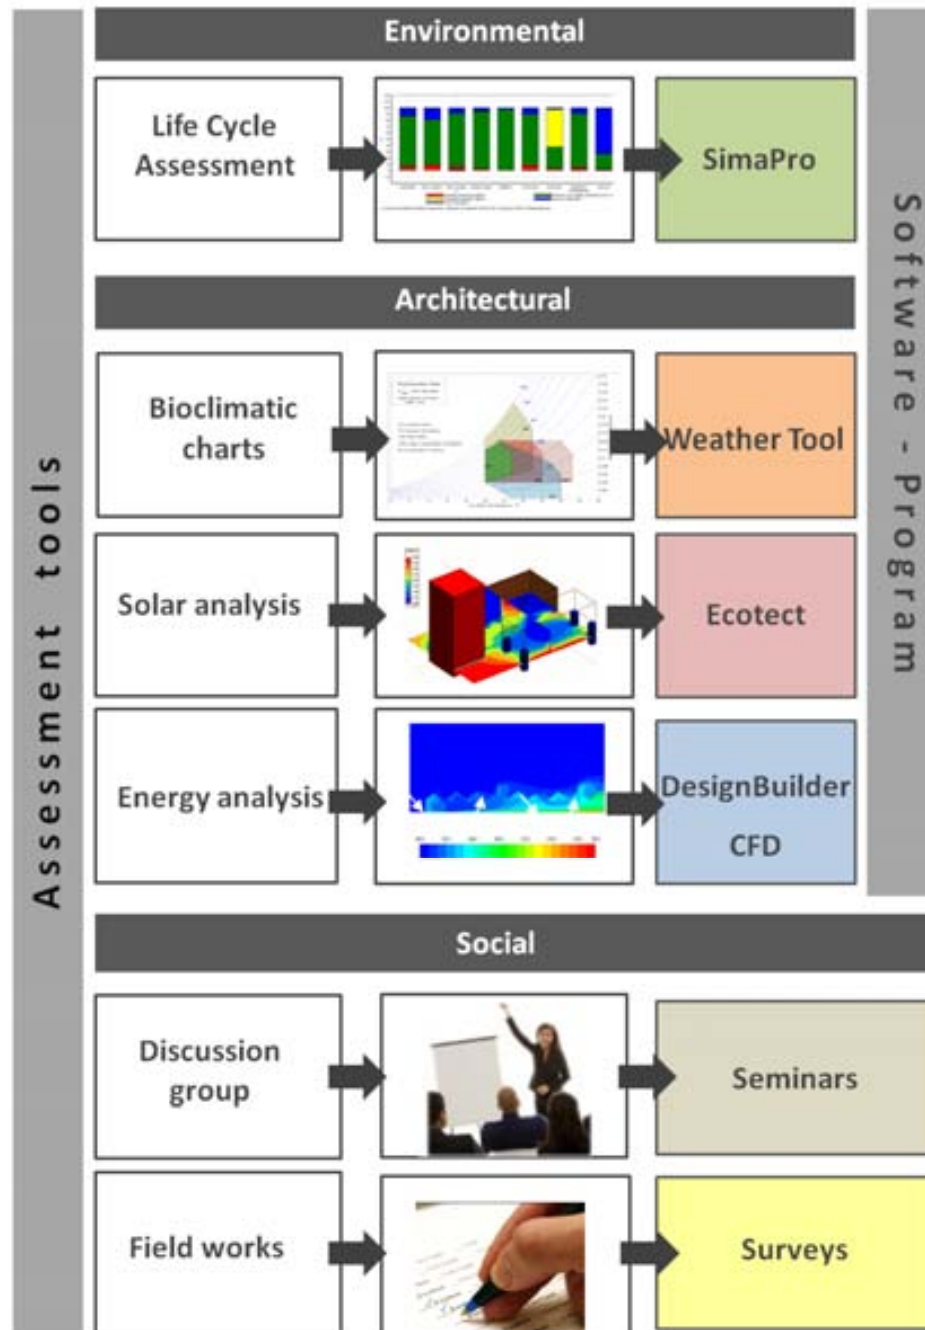 Environmental
Life Cycle
Assessment
SimaPro
Architectural
Bioclimatic
charts
Weather Tool
Solar analysis
Ecotect
Energy analysis
DesignBuilder
CFD
Social
Discussion
group
Seminars
Field works
Surveys
Assessment tools
Software - Program